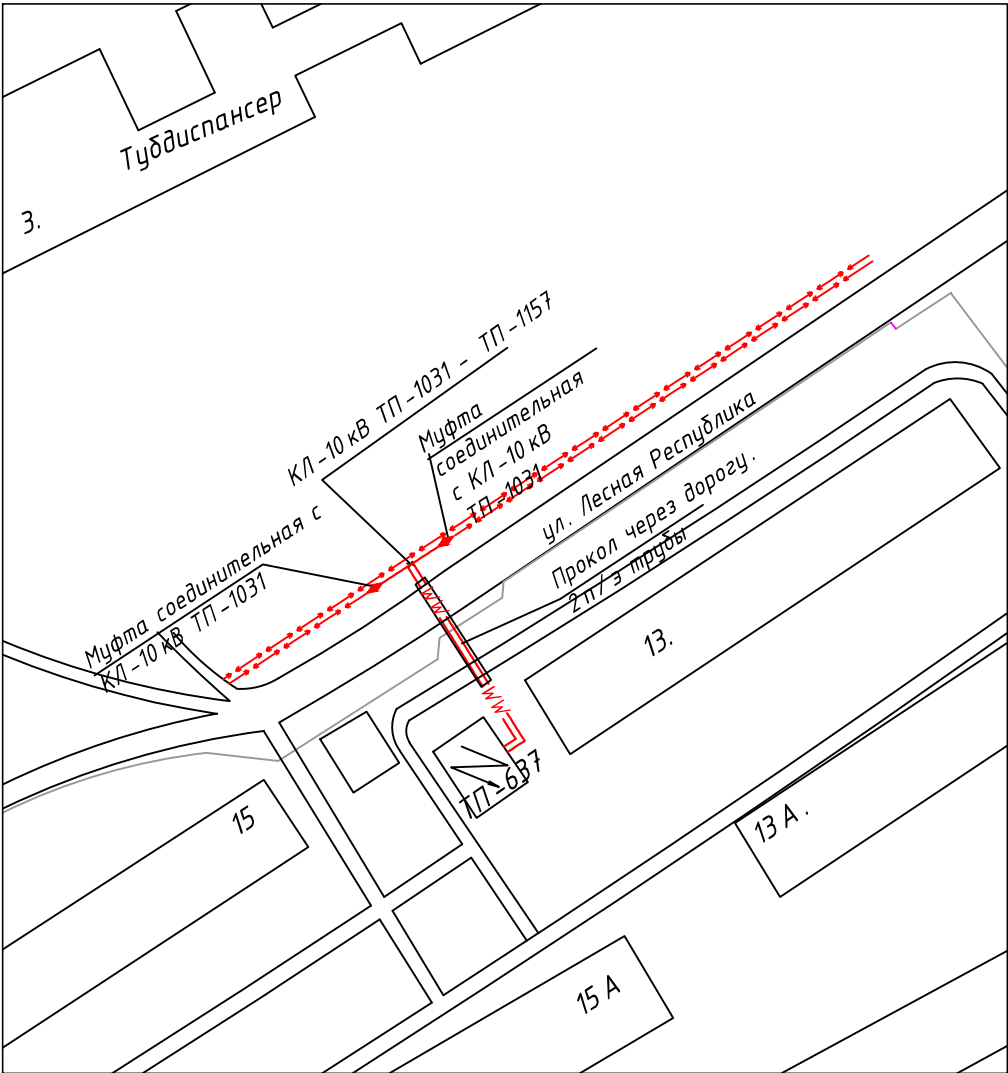 Тубдиспансер
3.
КЛ-10 кВ ТП-1031 - ТП-1157
Муфта
соединительная
с КЛ-10 кВ
ТП-1031
ул. Лесная Республика
Муфта соединительная с
КЛ-10 кВ ТП-1031
Прокол через дорогу.
2 п/э трубы
13.
ТП-637
15
13 А.
15 А